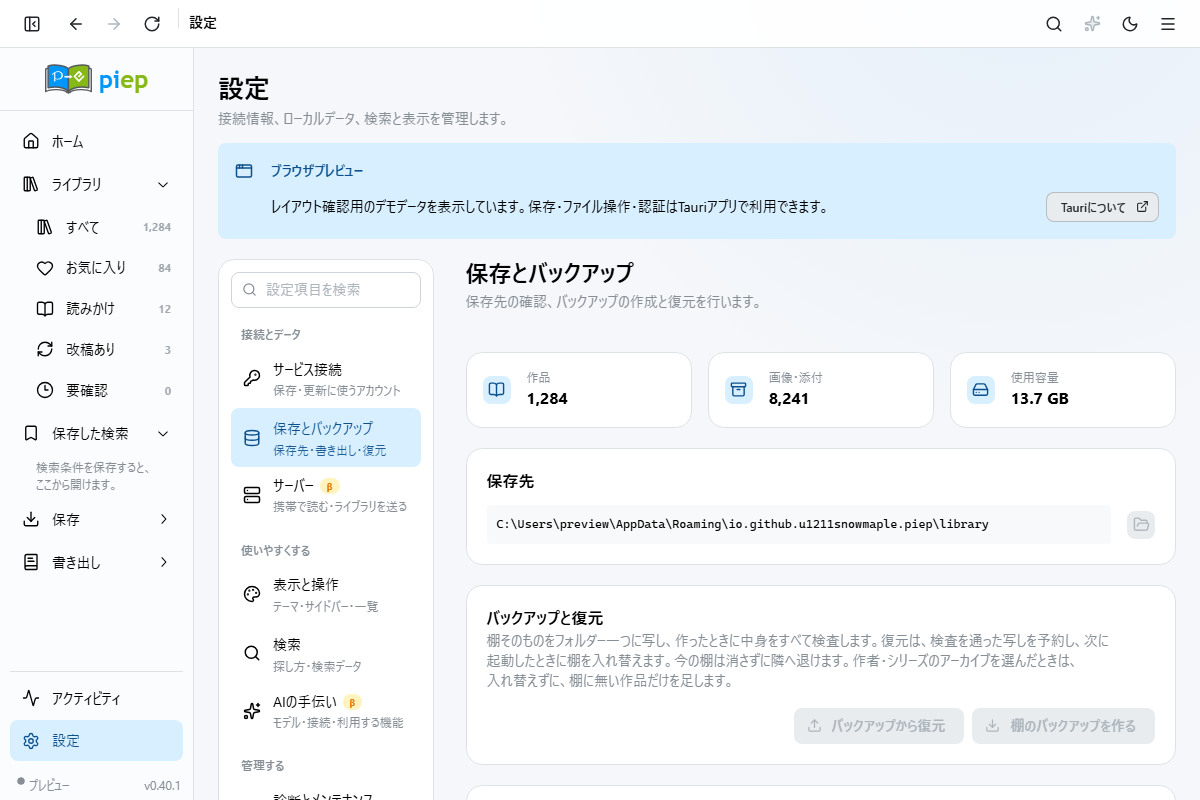 設定
piep
ホーム
ライブラリ
すべて 1,284
お気に入り 84
読みかけ 12
改稿あり 3
要確認 0
保存した検索
検索条件を保存すると、
ここから開けます。
保存
書き出し
アクティビティ
設定
プレビュー v0.40.1
設定
接続情報、ローカルデータ、検索と表示を管理します。
ブラウザプレビュー
レイアウト確認用のデモデータを表示しています。保存・ファイル操作・認証はTauriアプリで利用できます。
Tauriについて
設定項目を検索
接続とデータ
サービス接続
保存・更新に使うアカウント
保存とバックアップ
保存先・書き出し・復元
サーバー β
携帯で読む・ライブラリを送る
使いやすくする
表示と操作
テーマ・サイドバー・一覧
検索
探し方・検索データ
AIの手伝い β
モデル・接続・利用する機能
管理する
診断とメンテナンス
保存とバックアップ
保存先の確認、バックアップの作成と復元を行います。
作品
1,284
画像・添付
8,241
使用容量
13.7 GB
保存先
C:\Users\preview\AppData\Roaming\io.github.u1211snowmaple.piep\library
バックアップと復元
棚そのものをフォルダー一つに写し、作ったときに中身をすべて検査します。復元は、検査を通った写しを予約し、次に
起動したときに棚を入れ替えます。今の棚は消さずに隣へ退けます。作者・シリーズのアーカイブを選んだときは、
入れ替えずに、棚に無い作品だけを足します。
バックアップから復元
棚のバックアップを作る